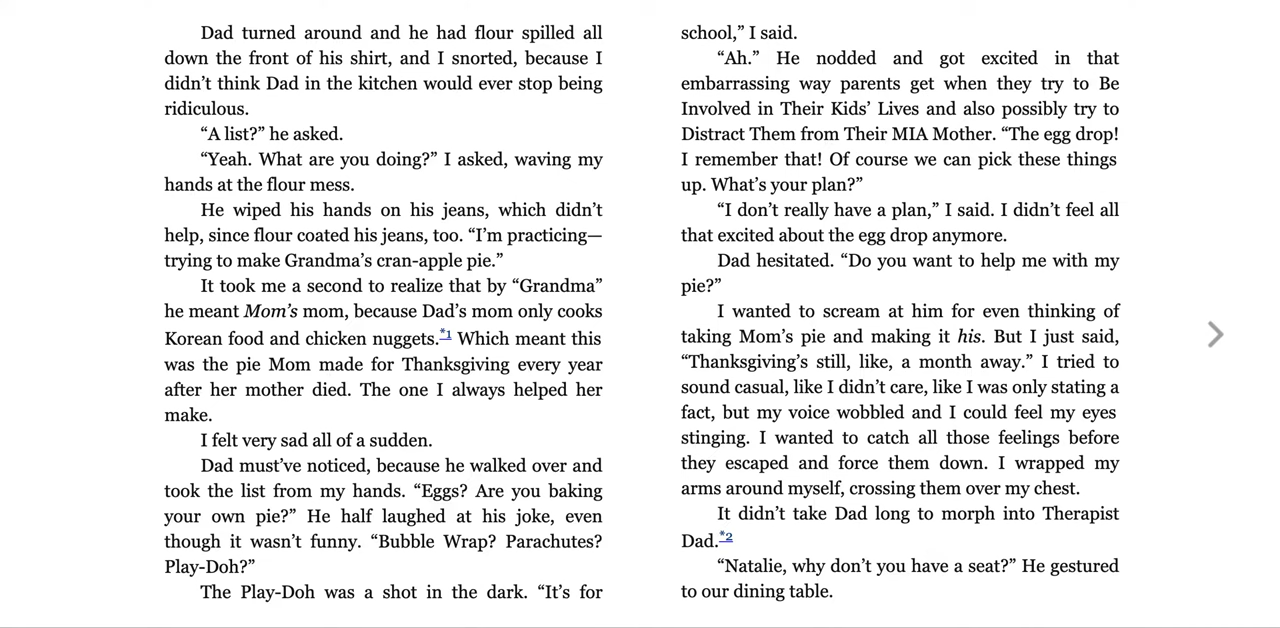 Dad turned around and he had flour spilled all
down the front of his shirt, and I snorted, because I
didn’t think Dad in the kitchen would ever stop being
ridiculous.
“A list?” he asked.
“Yeah. What are you doing?” I asked, waving my
hands at the flour mess.
He wiped his hands on his jeans, which didn’t
help, since flour coated his jeans, too. “I’m practicing—
trying to make Grandma’s cran-apple pie.”
It took me a second to realize that by “Grandma”
he meant Mom’s mom, because Dad’s mom only cooks
Korean food and chicken nuggets.*1 Which meant this
was the pie Mom made for Thanksgiving every year
after her mother died. The one I always helped her
make.
I felt very sad all of a sudden.
Dad must’ve noticed, because he walked over and
took the list from my hands. “Eggs? Are you baking
your own pie?” He half laughed at his joke, even
though it wasn’t funny. “Bubble Wrap? Parachutes?
Play-Doh?”
The Play-Doh was a shot in the dark. “It’s for
school,” I said.
“Ah.” He nodded and got excited in that
embarrassing way parents get when they try to Be
Involved in Their Kids’ Lives and also possibly try to
Distract Them from Their MIA Mother. “The egg drop!
I remember that! Of course we can pick these things
up. What’s your plan?”
“I don’t really have a plan,” I said. I didn’t feel all
that excited about the egg drop anymore.
Dad hesitated. “Do you want to help me with my
pie?”
I wanted to scream at him for even thinking of
taking Mom’s pie and making it his. But I just said,
“Thanksgiving’s still, like, a month away.” I tried to
sound casual, like I didn’t care, like I was only stating a
fact, but my voice wobbled and I could feel my eyes
stinging. I wanted to catch all those feelings before
they escaped and force them down. I wrapped my
arms around myself, crossing them over my chest.
It didn’t take Dad long to morph into Therapist
Dad.*2
“Natalie, why don’t you have a seat?” He gestured
to our dining table.